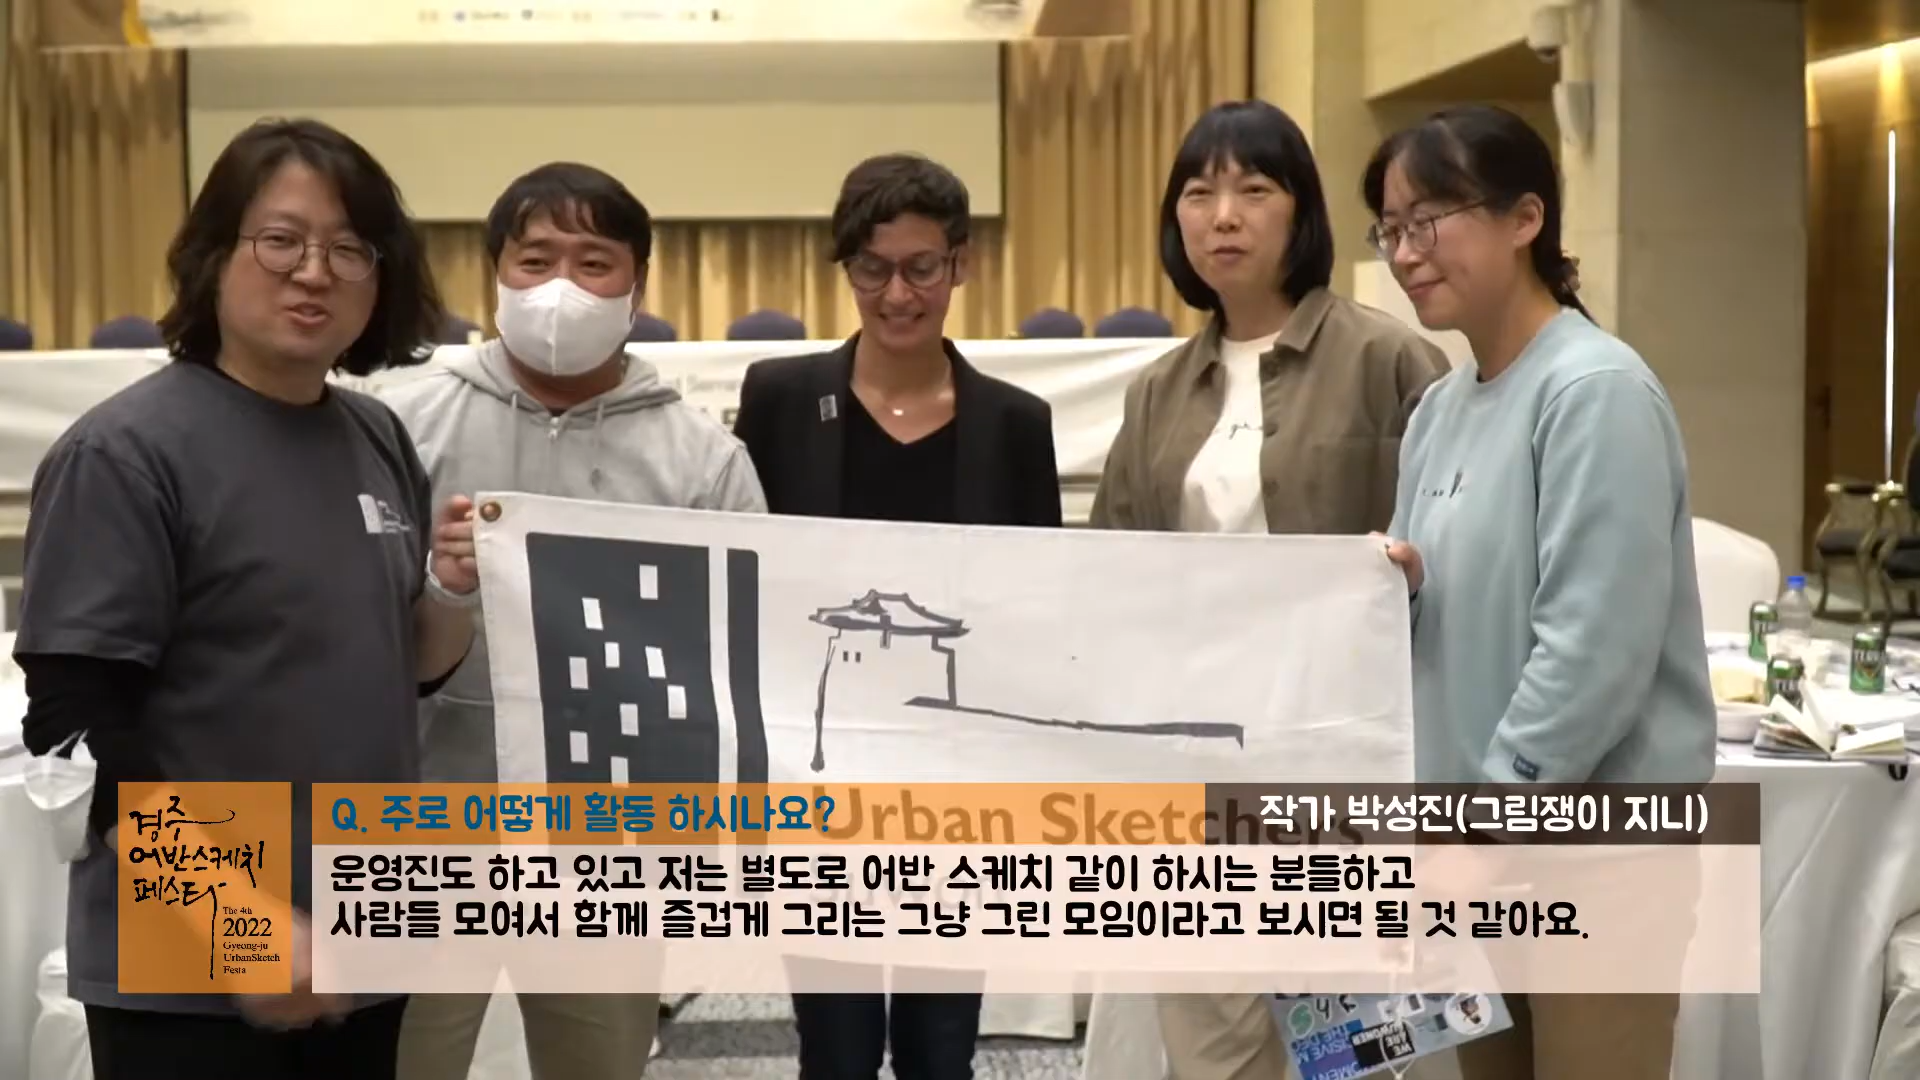 Q. 주로 어떻게 활동 하시나요?
작가 박성진(그림쟁이 지니)
운영진도 하고 있고 저는 별도로 어반 스케치 같이 하시는 분들하고
사람들 모여서 함께 즐겁게 그리는 그냥 그린 모임이라고 보시면 될 것 같아요.
경주
어반스케치
페스타
The 4th
2022
Gyeong-ju
UrbanSketch
Festa
Urban Sketchers
TERRA
WE
ARE